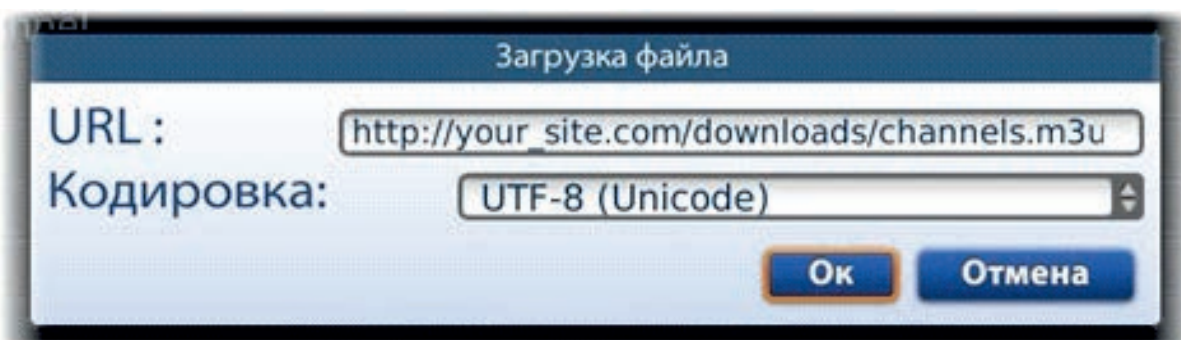 Загрузка файла
URL : http://your_site.com/downloads/channels.m3u
Кодировка: UTF-8 (Unicode)
Ок Отмена